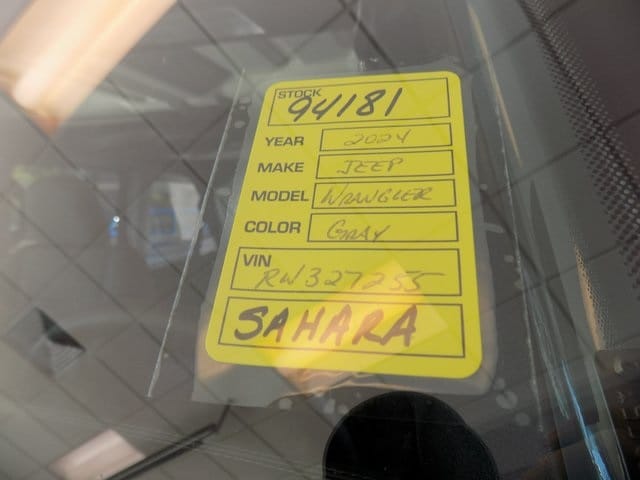 STOCK 94181
YEAR 2024
MAKE JEEP
MODEL WRANGLER
COLOR GRAY
VIN RW327255
SAHARA